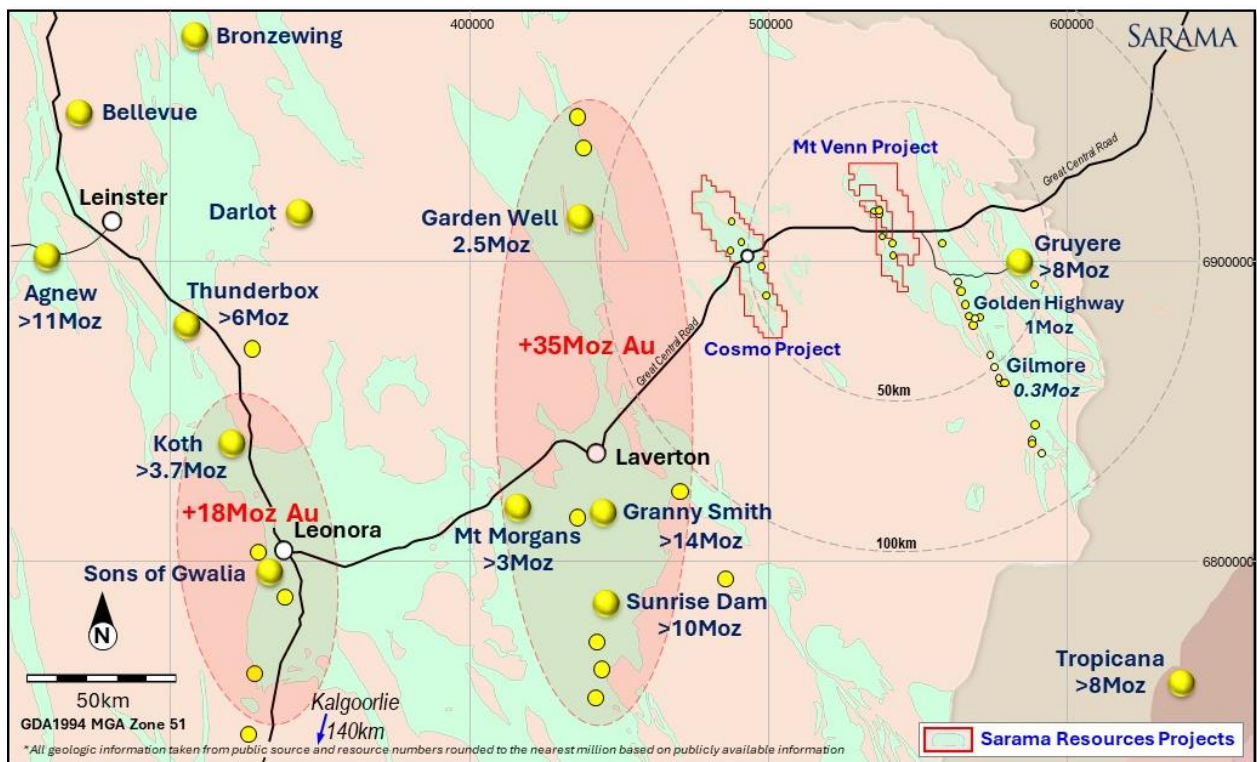 400000
500000
600000
SARAMA
Bronzewing
Bellevue
Mt Venn Project
Great Central Road
Leinster
Darlot
Garden Well
2.5Moz
Gruyere
>8Moz
6900000
Agnew
>11Moz
Thunderbox
>6Moz
Golden Highway
1Moz
+35Moz Au
Great Central Road
Cosmo Project
Gilmore
0.3Moz
50km
Koth
>3.7Moz
Laverton
+18Moz Au
Leonora
Mt Morgans
>3Moz
Granny Smith
>14Moz
100km
6800000
Sons of Gwalia
Sunrise Dam
>10Moz
N
Tropicana
>8Moz
50km
GDA1994 MGA Zone 51
Kalgoorlie
140km
*All geologic information taken from public source and resource numbers rounded to the nearest million based on publicly available information
Sarama Resources Projects